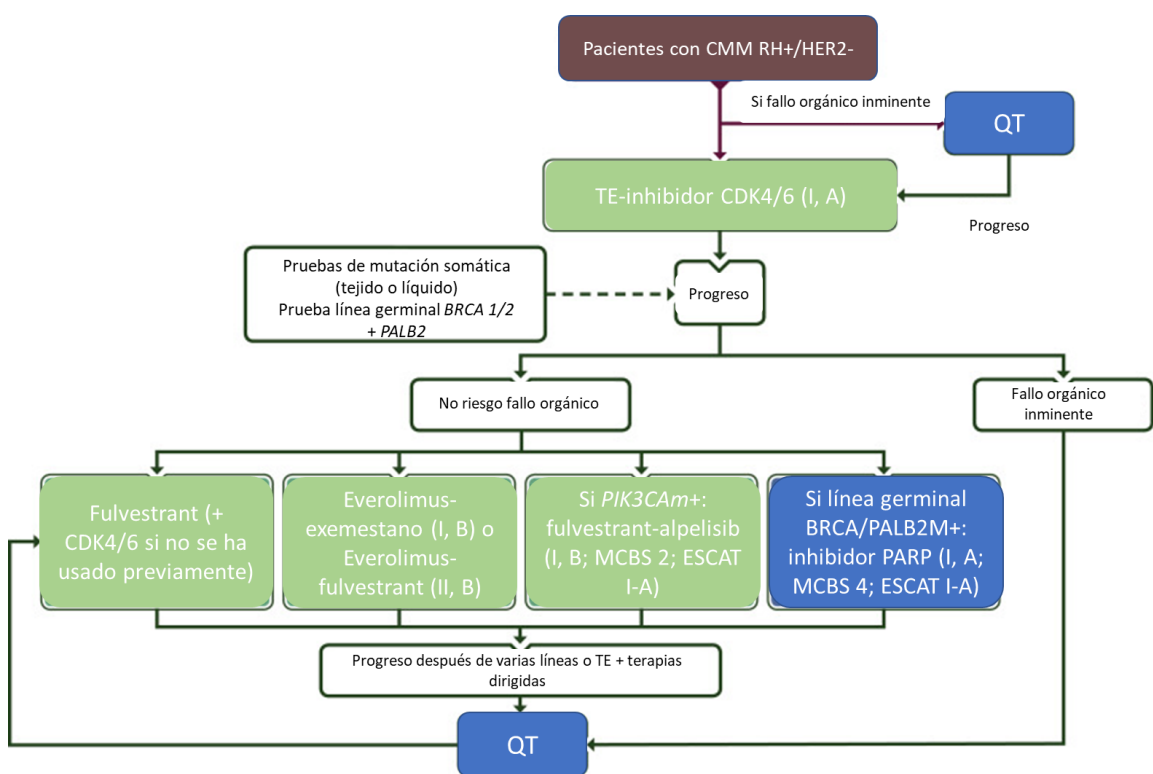 Pacientes con CMM RH+/HER2-
Si fallo orgánico inminente
QT
TE-inhibidor CDK4/6 (I, A)
Progreso
Pruebas de mutación somática
(tejido o líquido)
Prueba línea germinal BRCA 1/2
+ PALB2
Progreso
No riesgo fallo orgánico
Fallo orgánico
inminente
Fulvestrant (+
CDK4/6 si no se ha
usado previamente)
Everolimus-
exemestano (I, B) o
Everolimus-
fulvestrant (II, B)
Si PIK3CAm+:
fulvestrant-alpelisib
(I, B; MCBS 2; ESCAT
I-A)
Si línea germinal
BRCA/PALB2M+:
inhibidor PARP (I, A;
MCBS 4; ESCAT I-A)
Progreso después de varias líneas o TE + terapias
dirigidas
QT